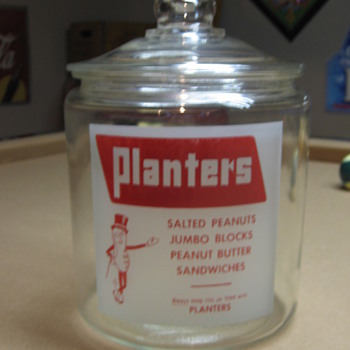 Planters
SALTED PEANUTS
JUMBO BLOCKS
PEANUT BUTTER
SANDWICHES
PLANTERS